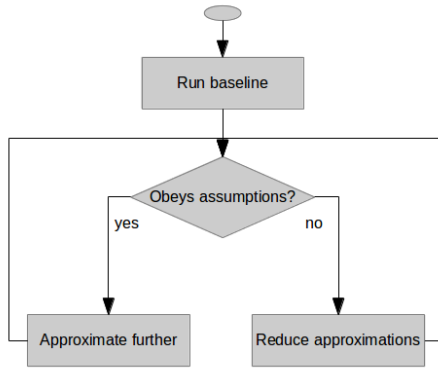 Run baseline
Obeys assumptions?
yes
no
Approximate further
Reduce approximations